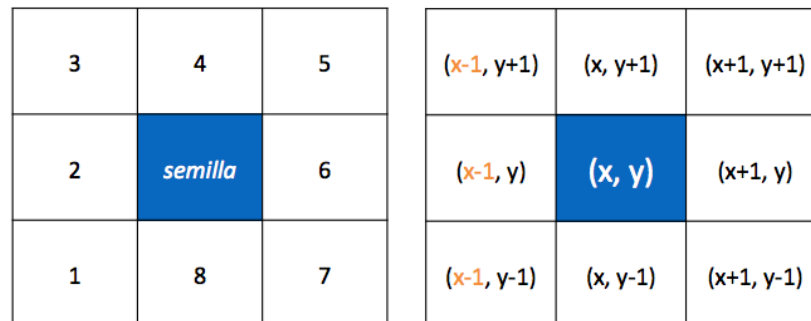 3 4 5
2 semilla 6
1 8 7
(x-1, y+1) (x, y+1) (x+1, y+1)
(x-1, y) (x, y) (x+1, y)
(x-1, y-1) (x, y-1) (x+1, y-1)